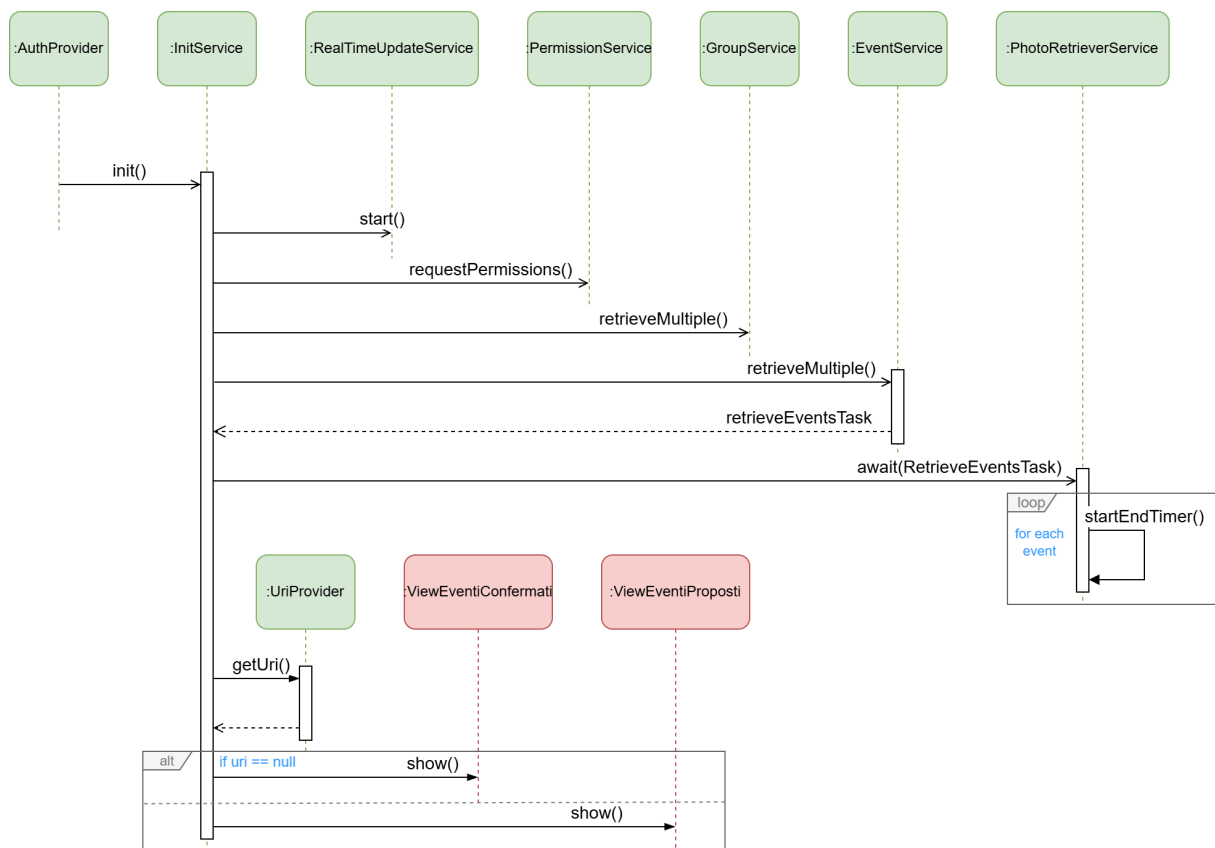 :AuthProvider
:InitService
:RealTimeUpdateService
:PermissionService
:GroupService
:EventService
:PhotoRetrieverService
init()
start()
requestPermissions()
retrieveMultiple()
retrieveMultiple()
retrieveEventsTask
await(RetrieveEventsTask)
loop
startEndTimer()
for each
event
:UriProvider
:ViewEventiConfermati
:ViewEventiProposti
getUri()
alt
if uri == null
show()
show()